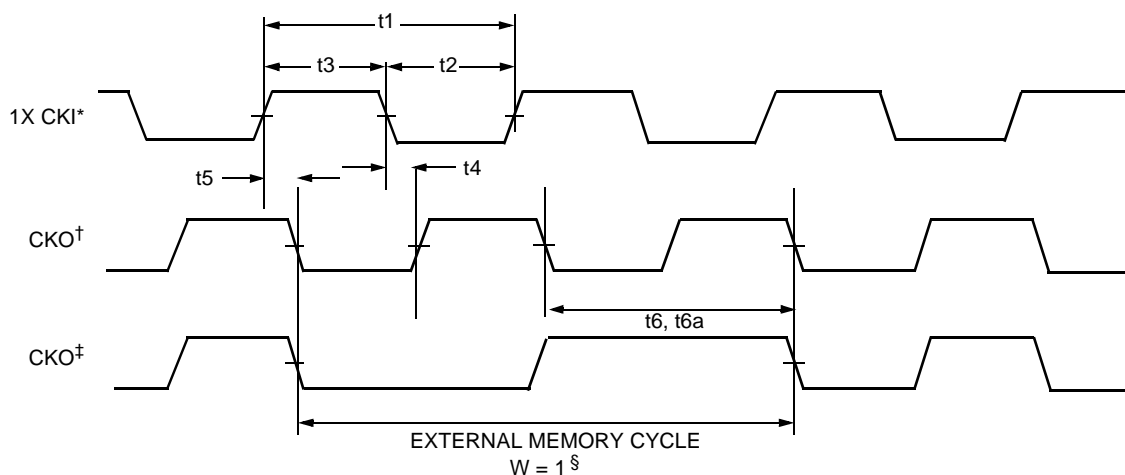 t1
t3
t2
1X CKI*
t5
t4
CKO†
t6, t6a
CKO‡
EXTERNAL MEMORY CYCLE
W = 1§